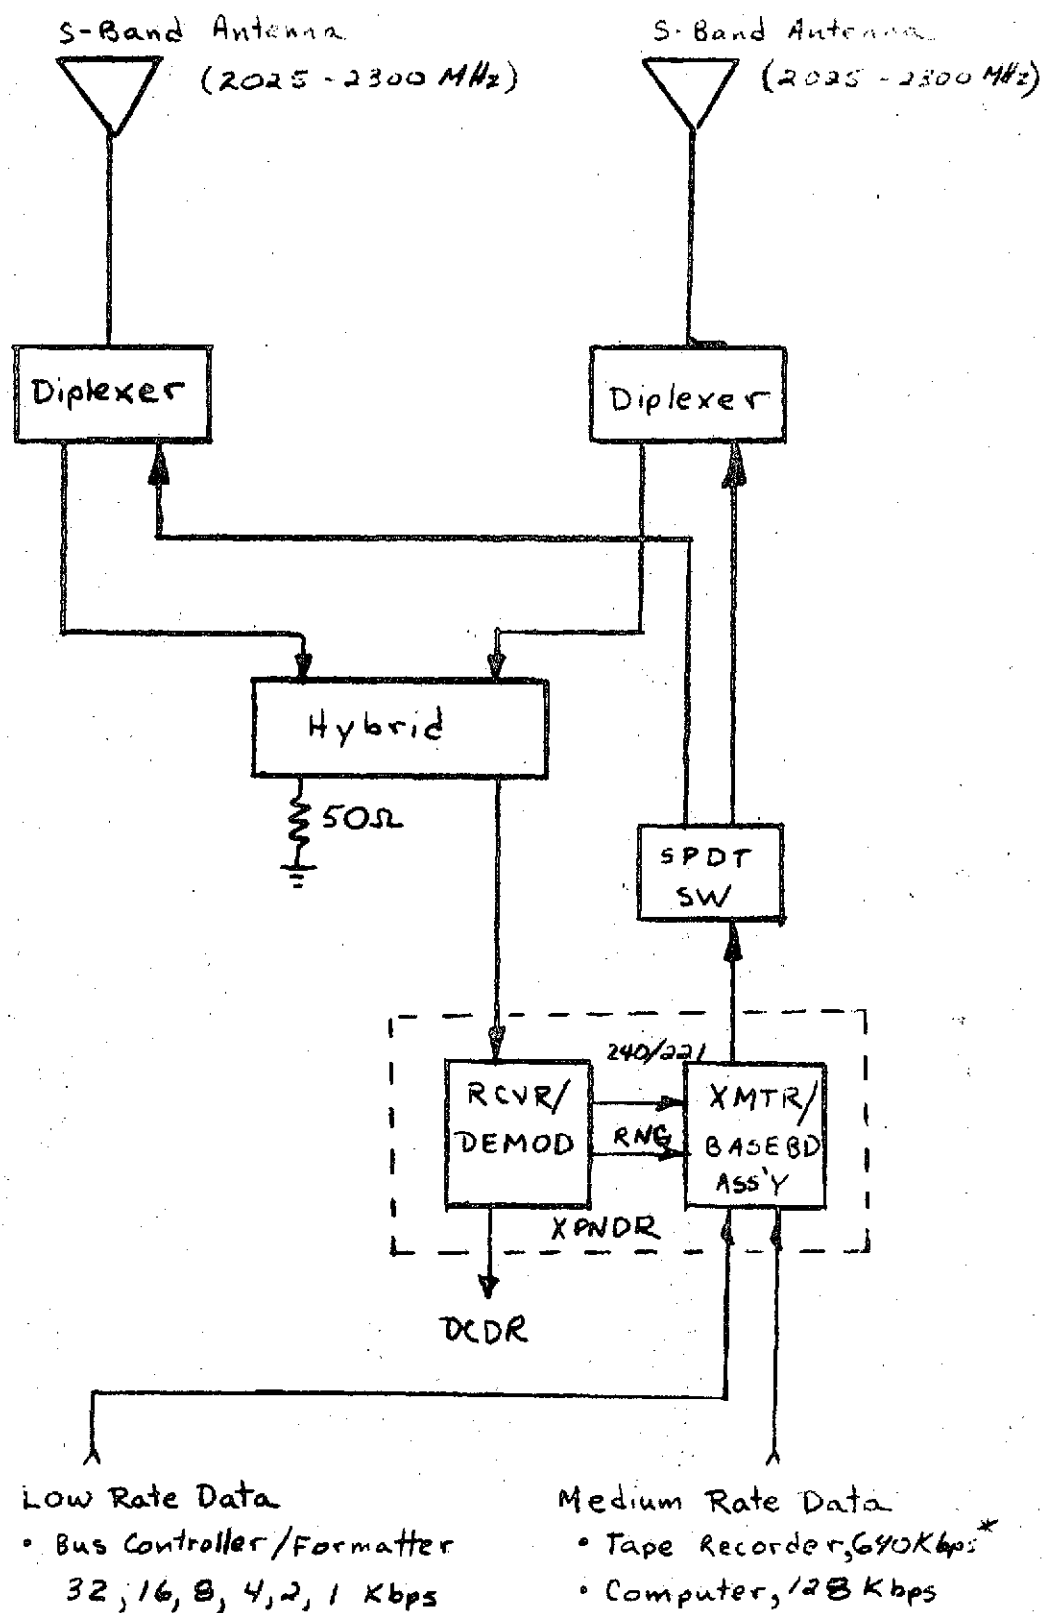 S-Band Antenna
(2025 - 2300 MHz)
S-Band Antenna
(2025 - 2300 MHz)
Diplexer
Diplexer
Hybrid
50Ω
SPDT
SW
240/221
RCVR/
DEMOD
RNG
XMTR/
BASEBD
ASS'Y
XPNDR
DCDR
Low Rate Data
• Bus Controller/Formatter
32, 16, 8, 4, 2, 1 Kbps
Medium Rate Data
• Tape Recorder, 640Kbps*
• Computer, 128 Kbps